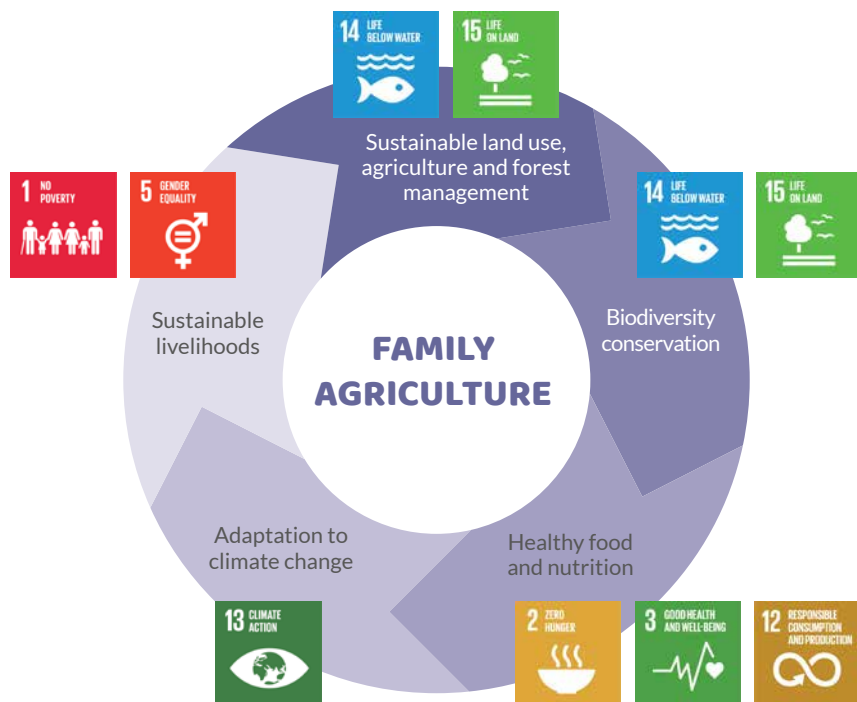 14 LIFE
BELOW WATER
15 LIFE
ON LAND
Sustainable land use,
agriculture and forest
management
1 NO
POVERTY
5 GENDER
EQUALITY
14 LIFE
BELOW WATER
15 LIFE
ON LAND
Sustainable
livelihoods
Biodiversity
conservation
FAMILY
AGRICULTURE
Adaptation to
climate change
Healthy food
and nutrition
13 CLIMATE
ACTION
2 ZERO
HUNGER
3 GOOD HEALTH
AND WELL-BEING
12 RESPONSIBLE
CONSUMPTION
AND PRODUCTION